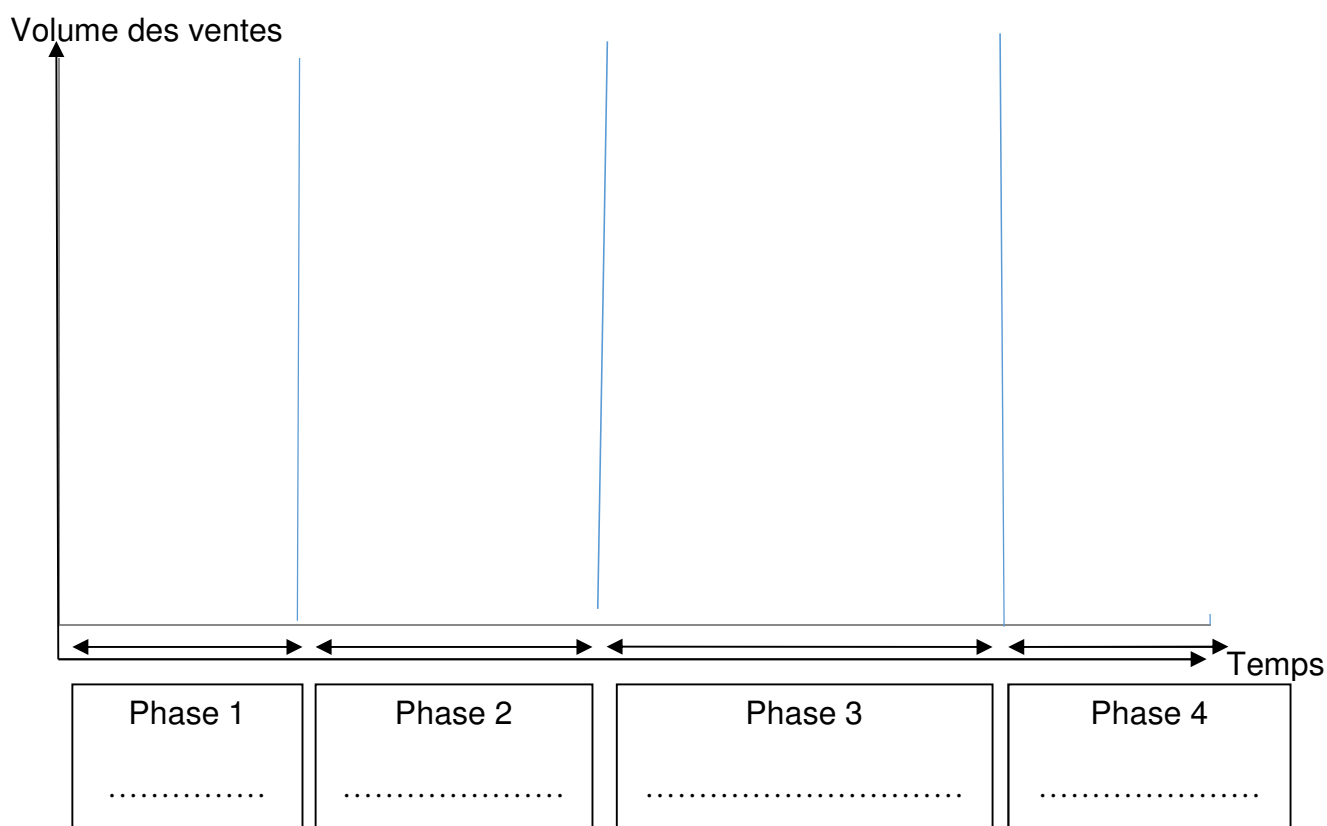 Volume des ventes
Temps
Phase 1 Phase 2 Phase 3 Phase 4
…………… ………………… ………………………… …………………